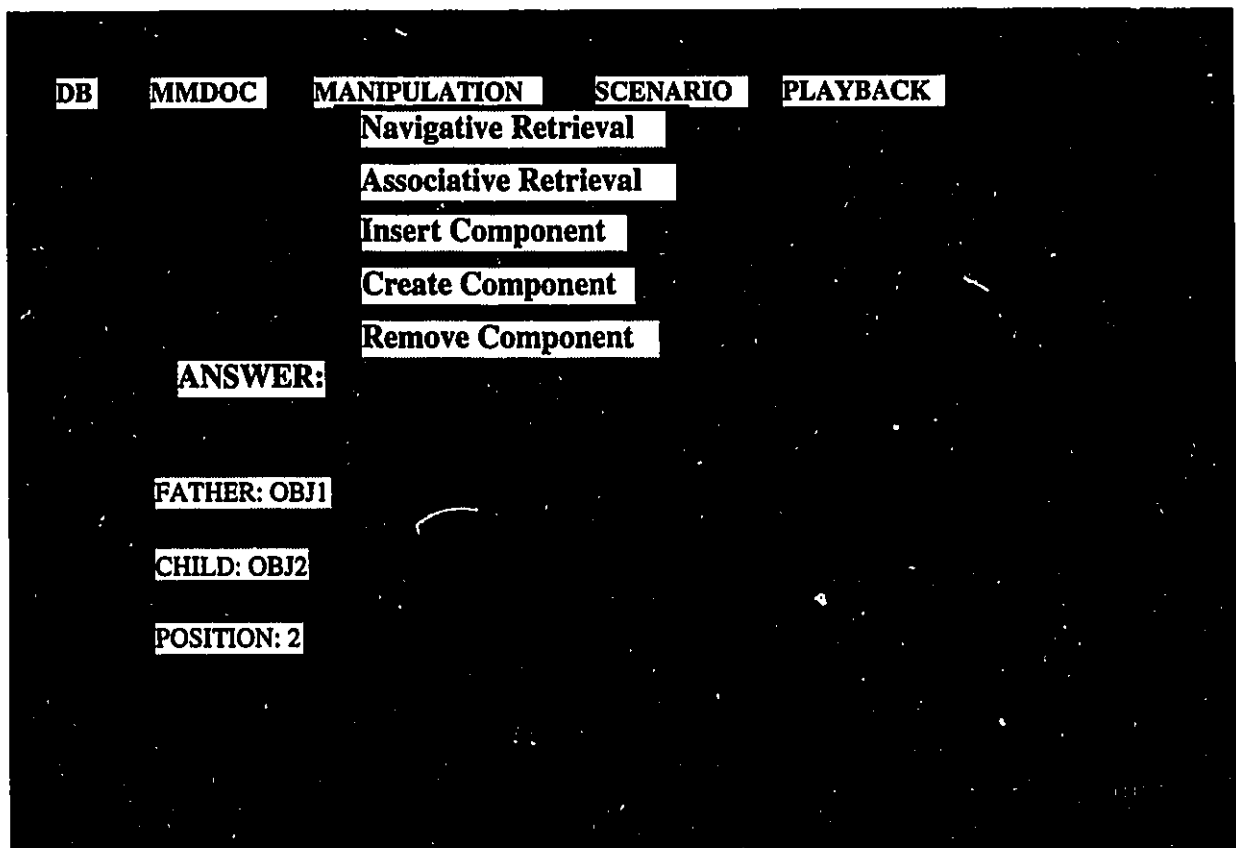 DB MMDOC MANIPULATION SCENARIO PLAYBACK
Navigative Retrieval
Associative Retrieval
Insert Component
Create Component
Remove Component
ANSWER:
FATHER: OBJ1
CHILD: OBJ2
POSITION: 2